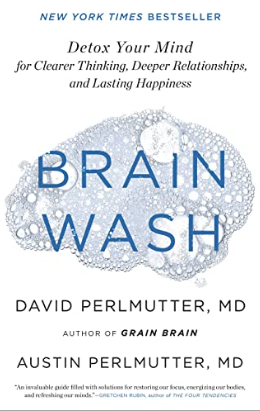 NEW YORK TIMES BESTSELLER
Detox Your Mind
for Clearer Thinking, Deeper Relationships,
and Lasting Happiness
BRAIN
WASH
DAVID PERLMUTTER, MD
AUTHOR OF GRAIN BRAIN
AUSTIN PERLMUTTER, MD
"An invaluable guide filled with solutions for restoring our focus, energizing our bodies,
and refreshing our minds." —GRETCHEN RUBIN, author of THE FOUR TENDENCIES